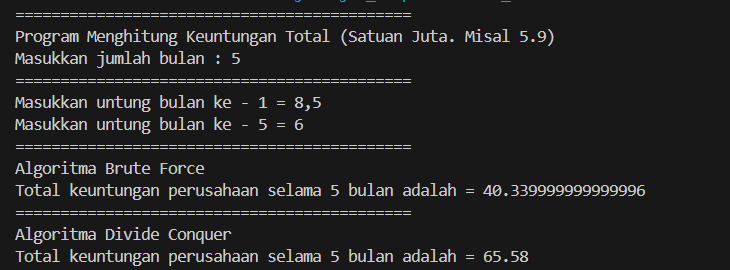 ===========================================
Program Menghitung Keuntungan Total (Satuan Juta. Misal 5.9)
Masukkan jumlah bulan : 5
===========================================
Masukkan untung bulan ke - 1 = 8,5
Masukkan untung bulan ke - 5 = 6
===========================================
Algoritma Brute Force
Total keuntungan perusahaan selama 5 bulan adalah = 40.339999999999996
===========================================
Algoritma Divide Conquer
Total keuntungan perusahaan selama 5 bulan adalah = 65.58